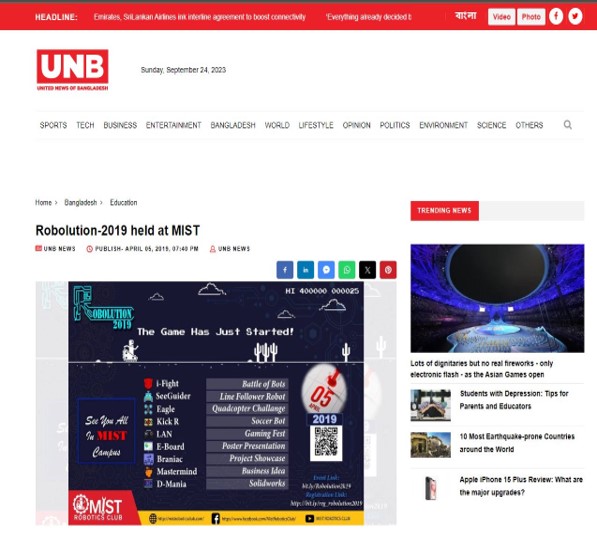 HEADLINE: Emirates, SriLankan Airlines ink interline agreement to boost connectivity 'Everything already decided b বাংলা Video Photo
UNB
UNITED NEWS OF BANGLADESH
Sunday, September 24, 2023
SPORTS TECH BUSINESS ENTERTAINMENT BANGLADESH WORLD LIFESTYLE OPINION POLITICS ENVIRONMENT SCIENCE OTHERS
Home > Bangladesh > Education
Robolution-2019 held at MIST
UNB NEWS PUBLISH- APRIL 05, 2019, 07:40 PM UNB NEWS
HI 400000 000025
ROBOLUTION
2019
The Game Has Just Started!
i-Fight Battle of Bots
SeeGuider Line Follower Robot
Eagle Quadcopter Challange
Kick R Soccer Bot
LAN Gaming Fest
E-Board Poster Presentation
Braniac Project Showcase
Mastermind Business Idea
D-Mania Solidworks
See You All
In MIST
Campus
05
APRIL
2019
Event Link:
bit.ly/Robolution2k19
Registration Link:
http://bit.ly/reg_robolution2019
MIST
ROBOTICS CLUB
MIST ROBOTICS CLUB
TRENDING NEWS
Lots of dignitaries but no real fireworks - only
electronic flash - as the Asian Games open
Students with Depression: Tips for
Parents and Educators
10 Most Earthquake-prone Countries
around the World
Apple iPhone 15 Plus Review: What are
the major upgrades?